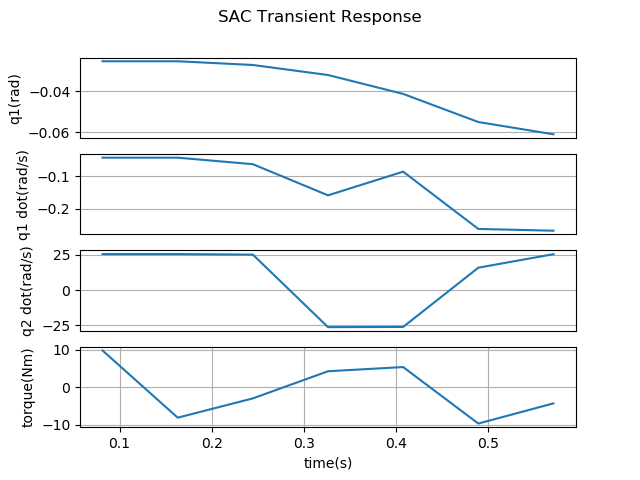 SAC Transient Response
q1(rad)
−0.04
−0.06
q1 dot(rad/s)
−0.1
−0.2
q2 dot(rad/s)
25
0
−25
torque(Nm)
10
0
−10
0.1 0.2 0.3 0.4 0.5
time(s)